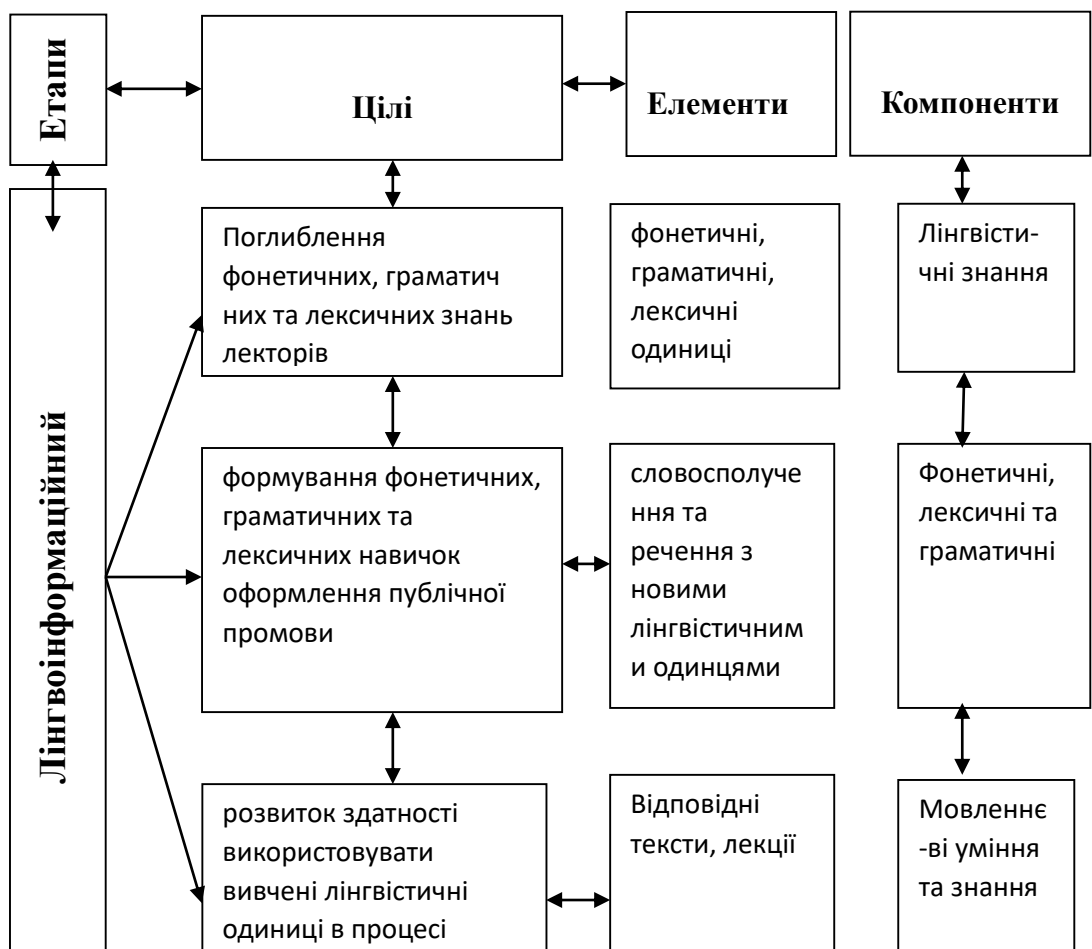 Етапи
Цілі
Елементи
Компоненти
Лінгвоінформаційний
Поглиблення
фонетичних, граматич
них та лексичних знань
лекторів
фонетичні,
граматичні,
лексичні
одиниці
Лінгвісти-
чні знання
формування фонетичних,
граматичних та
лексичних навичок
оформлення публічної
промови
словосполуче
ння та
речення з
новими
лінгвістичним
и одинцями
Фонетичні,
лексичні та
граматичні
розвиток здатності
використовувати
вивчені лінгвістичні
одиниці в процесі
Відповідні
тексти, лекції
Мовленнє
-ві уміння
та знання